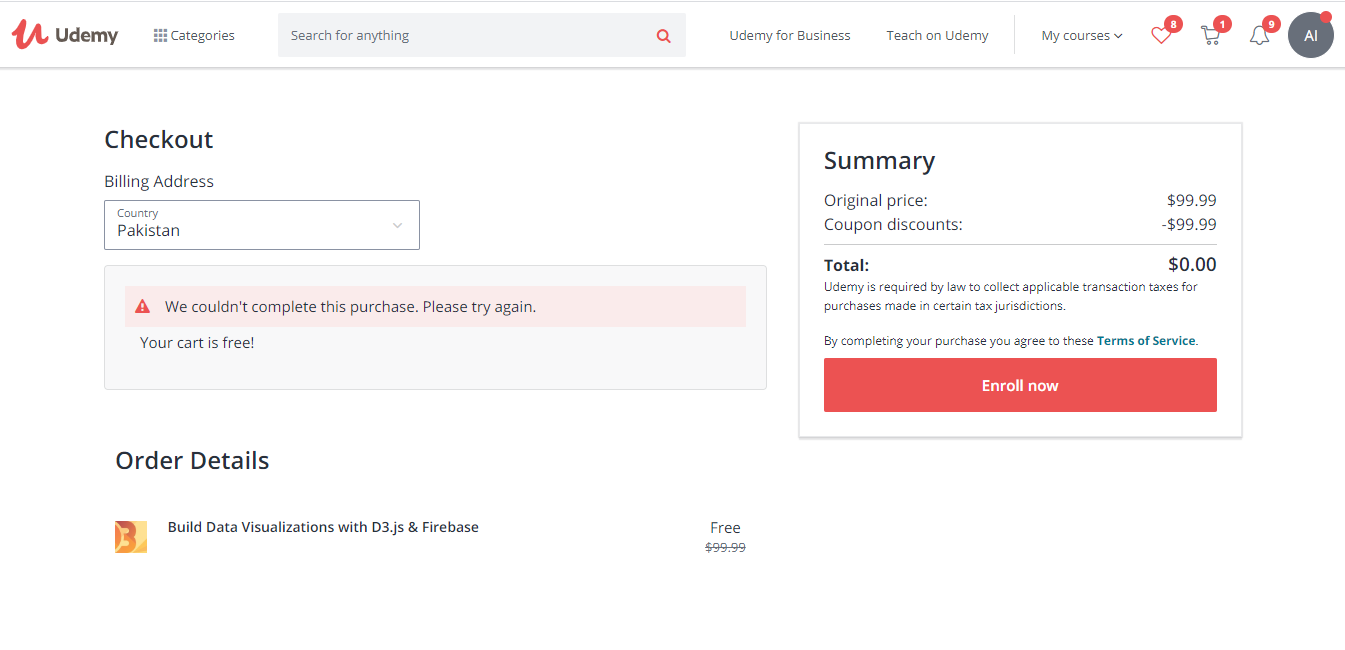 Udemy
Categories
Search for anything
Udemy for Business
Teach on Udemy
My courses
8
1
9
AI
Checkout
Billing Address
Country
Pakistan
We couldn't complete this purchase. Please try again.
Your cart is free!
Summary
Original price: $99.99
Coupon discounts: -$99.99
Total: $0.00
Udemy is required by law to collect applicable transaction taxes for
purchases made in certain tax jurisdictions.
By completing your purchase you agree to these Terms of Service.
Enroll now
Order Details
Build Data Visualizations with D3.js & Firebase Free
$99.99